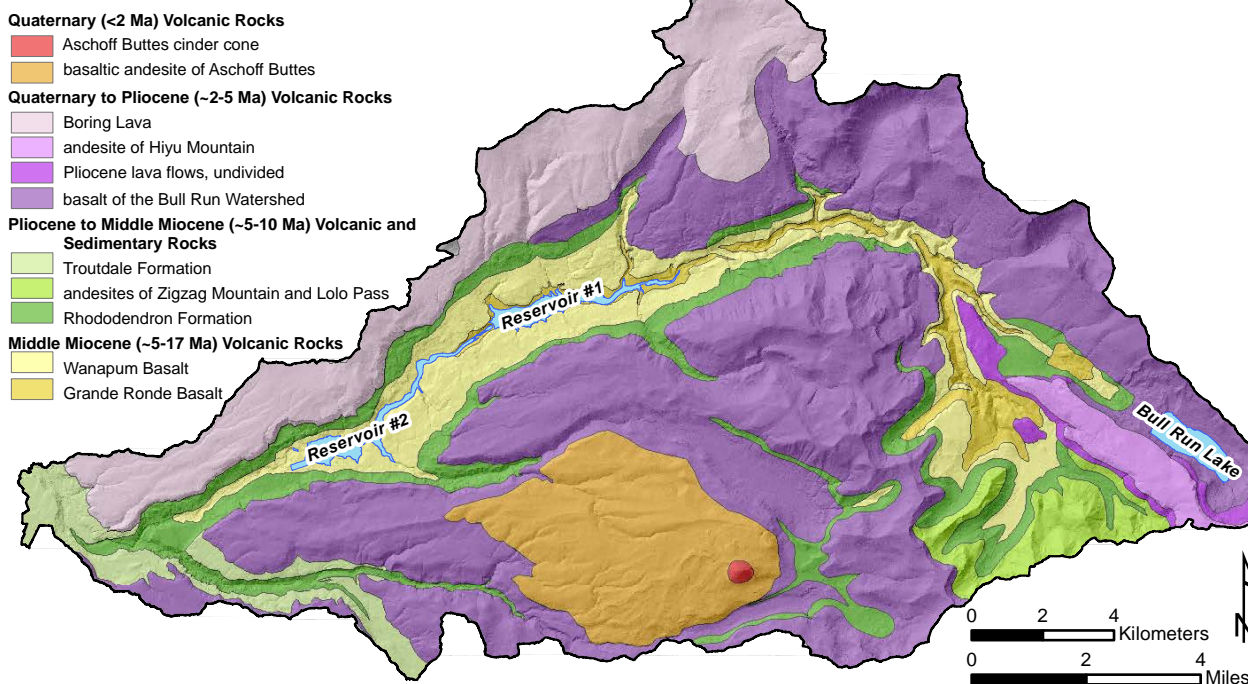 Quaternary (<2 Ma) Volcanic Rocks
Aschoff Buttes cinder cone
basaltic andesite of Aschoff Buttes
Quaternary to Pliocene (~2-5 Ma) Volcanic Rocks
Boring Lava
andesite of Hiyu Mountain
Pliocene lava flows, undivided
basalt of the Bull Run Watershed
Pliocene to Middle Miocene (~5-10 Ma) Volcanic and
Sedimentary Rocks
Troutdale Formation
andesites of Zigzag Mountain and Lolo Pass
Rhododendron Formation
Middle Miocene (~5-17 Ma) Volcanic Rocks
Wanapum Basalt
Grande Ronde Basalt
Reservoir #1
Reservoir #2
Bull Run Lake
0 2 4
Kilometers
0 2 4
Miles
N